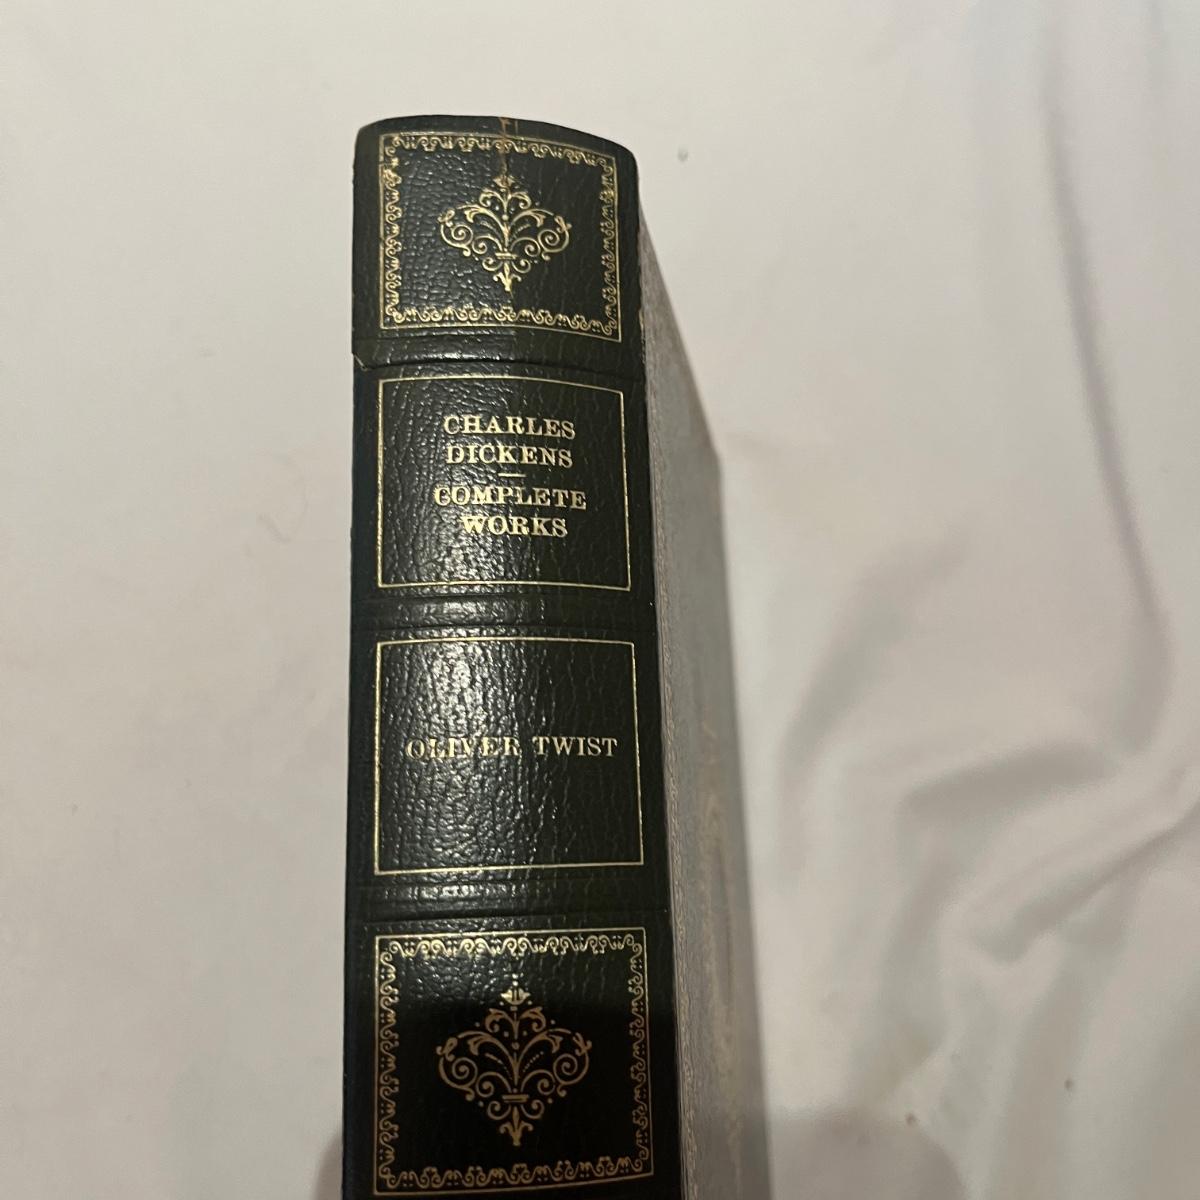 CHARLES
DICKENS
COMPLETE
WORKS
OLIVER TWIST